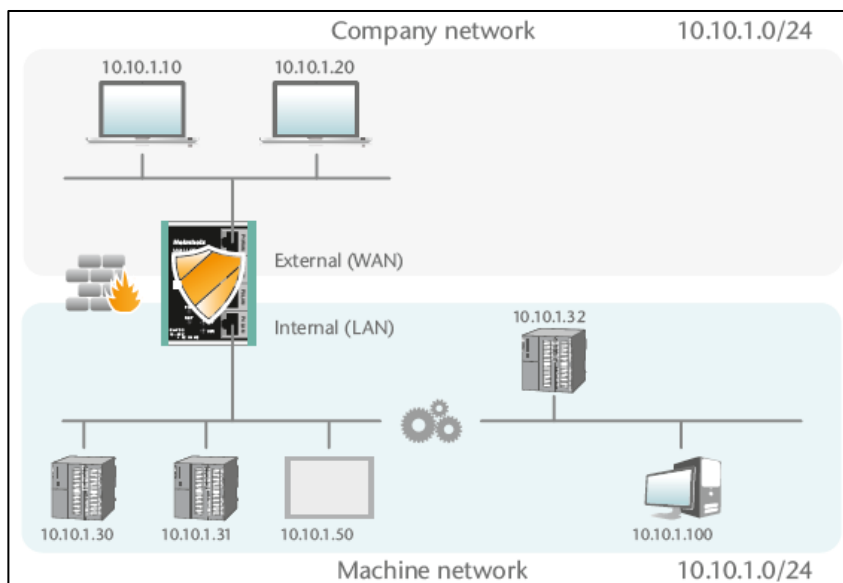 Company network 10.10.1.0/24
10.10.1.10 10.10.1.20
Helmholz
External (WAN)
Internal (LAN)
10.10.1.32
10.10.1.30 10.10.1.31 10.10.1.50 10.10.1.100
Machine network 10.10.1.0/24